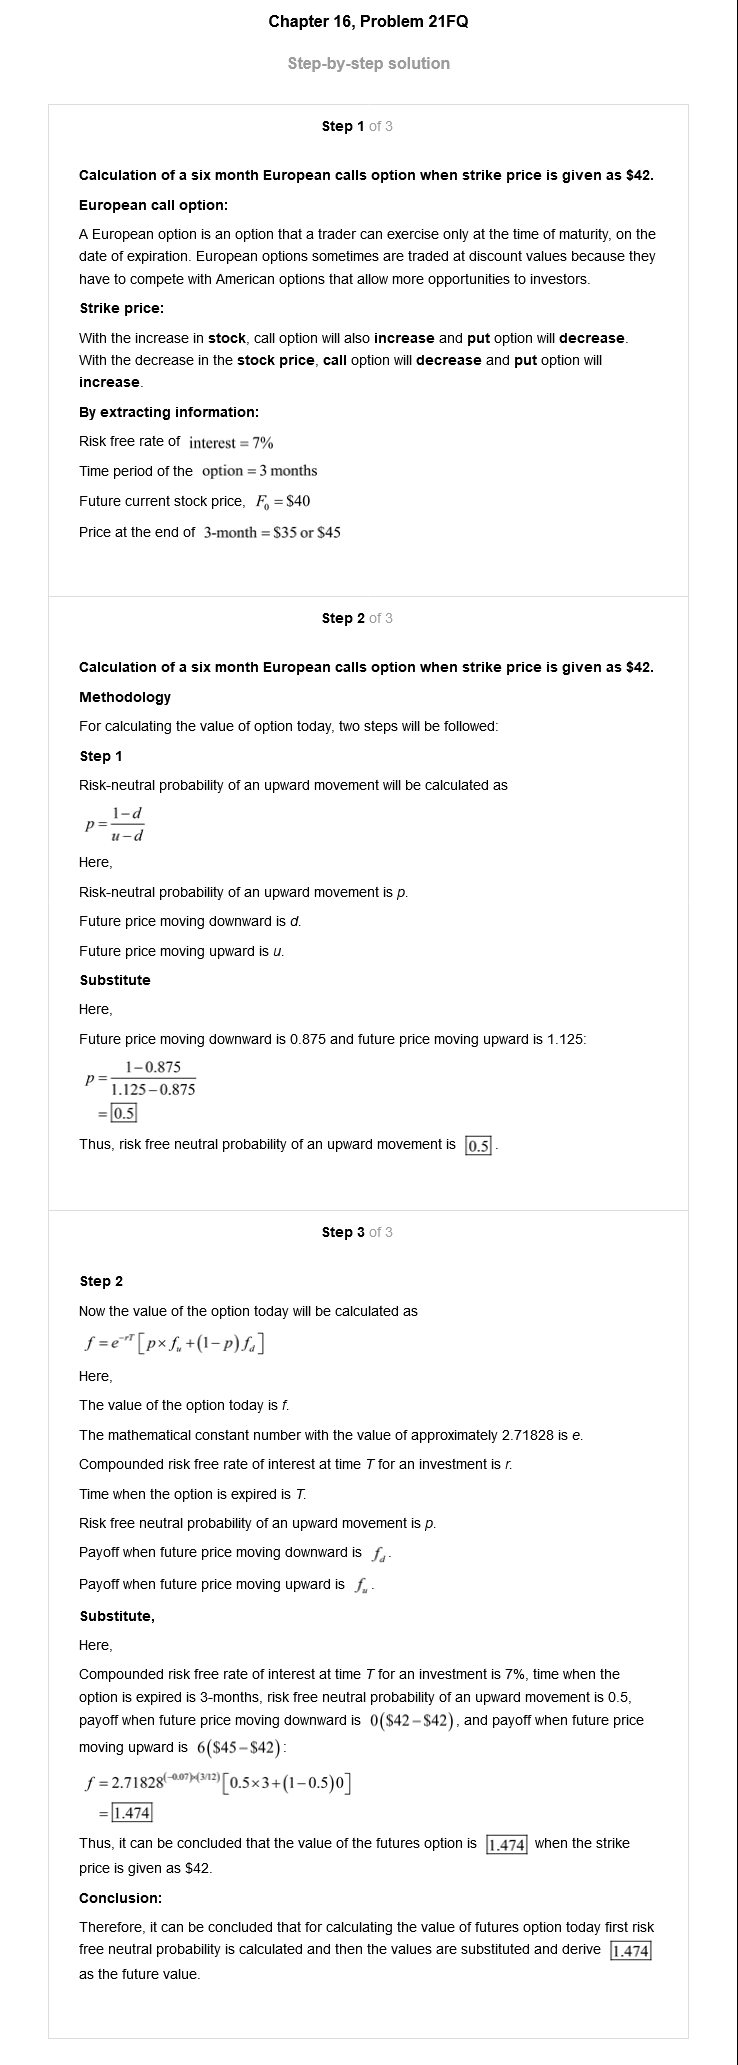 Chapter 16, Problem 21FQ
Step-by-step solution
Step 1 of 3
Calculation of a six month European calls option when strike price is given as $42.
European call option:
A European option is an option that a trader can exercise only at the time of maturity, on the
date of expiration. European options sometimes are traded at discount values because they
have to compete with American options that allow more opportunities to investors.
Strike price:
With the increase in stock, call option will also increase and put option will decrease.
With the decrease in the stock price, call option will decrease and put option will
increase.
By extracting information:
Risk free rate of interest = 7%
Time period of the option = 3 months
Future current stock price, F₀ = $40
Price at the end of 3-month = $35 or $45
Step 2 of 3
Calculation of a six month European calls option when strike price is given as $42.
Methodology
For calculating the value of option today, two steps will be followed:
Step 1
Risk-neutral probability of an upward movement will be calculated as
p = (1−d)/(u−d)
Here,
Risk-neutral probability of an upward movement is p.
Future price moving downward is d.
Future price moving upward is u.
Substitute
Here,
Future price moving downward is 0.875 and future price moving upward is 1.125:
p = (1−0.875)/(1.125−0.875)
= 0.5
Thus, risk free neutral probability of an upward movement is 0.5.
Step 3 of 3
Step 2
Now the value of the option today will be calculated as
f = e^(−rT) [p × f_u + (1−p) f_d]
Here,
The value of the option today is f.
The mathematical constant number with the value of approximately 2.71828 is e.
Compounded risk free rate of interest at time T for an investment is r.
Time when the option is expired is T.
Risk free neutral probability of an upward movement is p.
Payoff when future price moving downward is f_d.
Payoff when future price moving upward is f_u.
Substitute,
Here,
Compounded risk free rate of interest at time T for an investment is 7%, time when the
option is expired is 3-months, risk free neutral probability of an upward movement is 0.5,
payoff when future price moving downward is 0($42−$42), and payoff when future price
moving upward is 6($45−$42):
f = 2.71828^((−0.07)×(3/12)) [0.5×3+(1−0.5)0]
= 1.474
Thus, it can be concluded that the value of the futures option is 1.474 when the strike
price is given as $42.
Conclusion:
Therefore, it can be concluded that for calculating the value of futures option today first risk
free neutral probability is calculated and then the values are substituted and derive 1.474
as the future value.